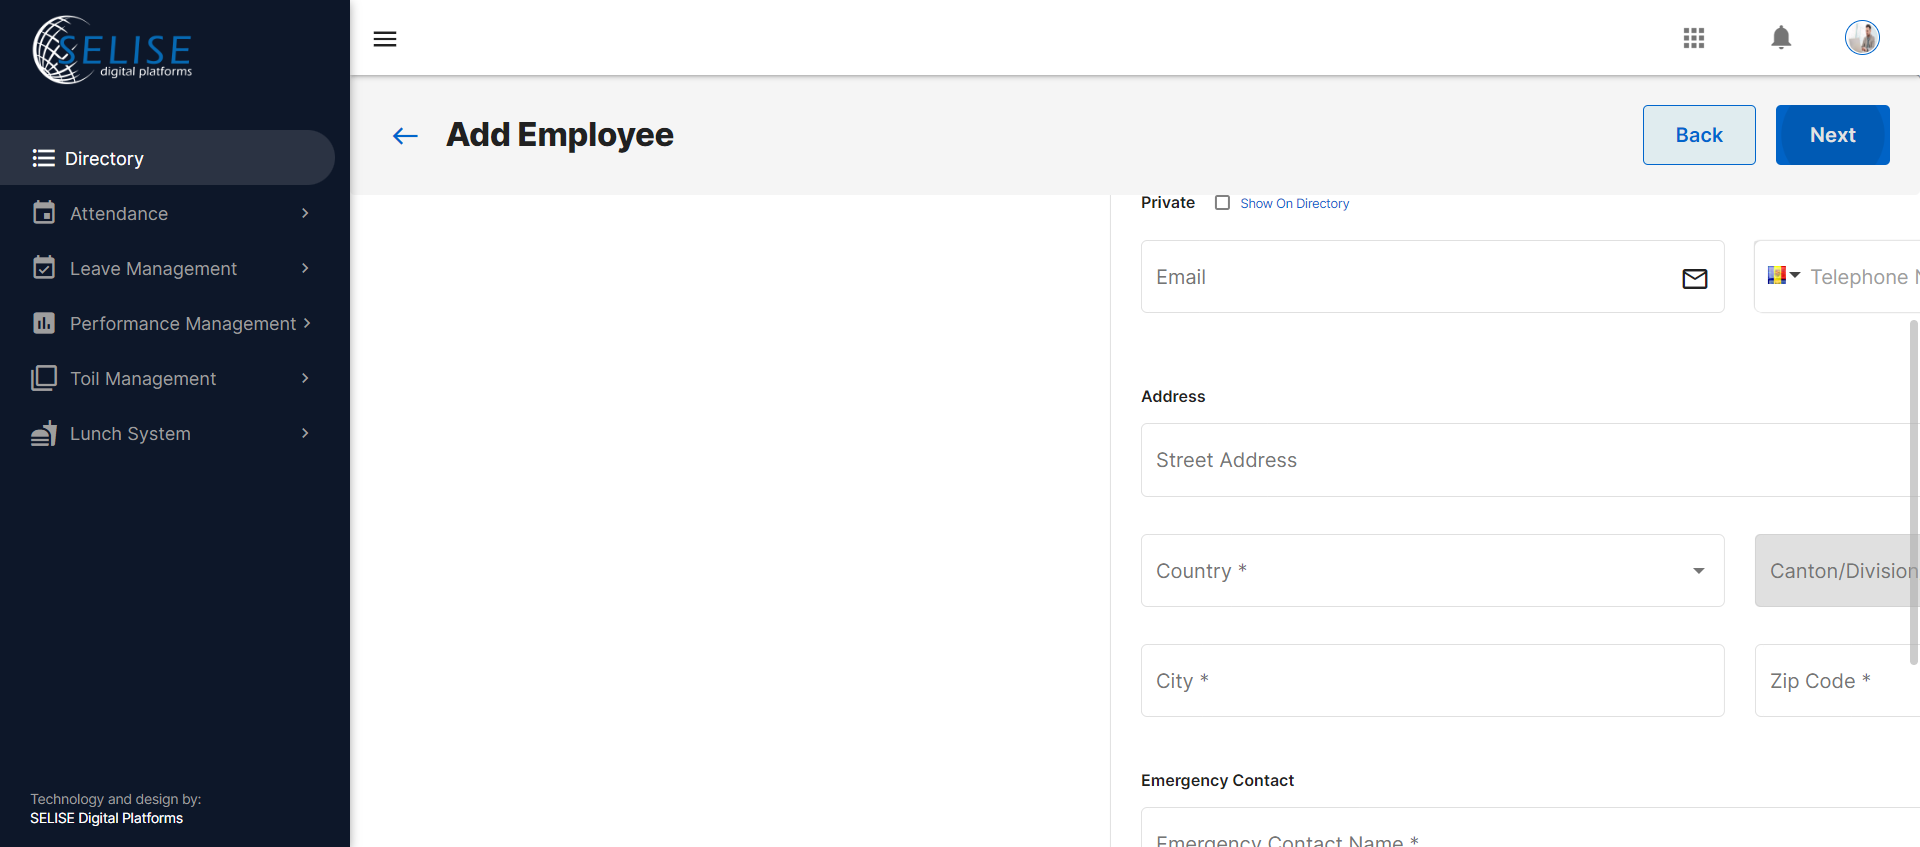 SELISE
digital platforms
Directory
Attendance
Leave Management
Performance Management
Toil Management
Lunch System
Technology and design by:
SELISE Digital Platforms
Add Employee
Back
Next
Private
Show On Directory
Email
Telephone N
Address
Street Address
Country *
Canton/Division
City *
Zip Code *
Emergency Contact
Emergency Contact Name *